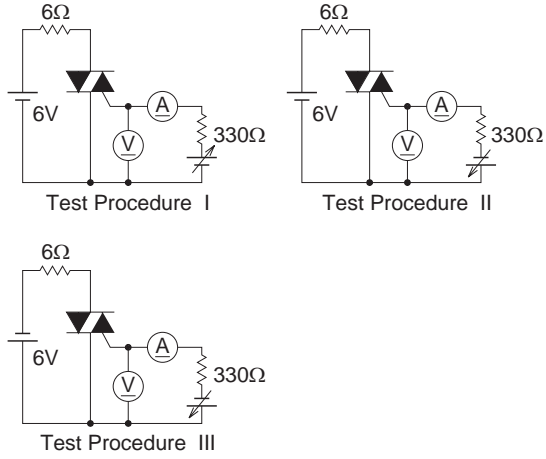 6Ω
6V
A
V
330Ω
Test Procedure I
6Ω
6V
A
V
330Ω
Test Procedure II
6Ω
6V
A
V
330Ω
Test Procedure III